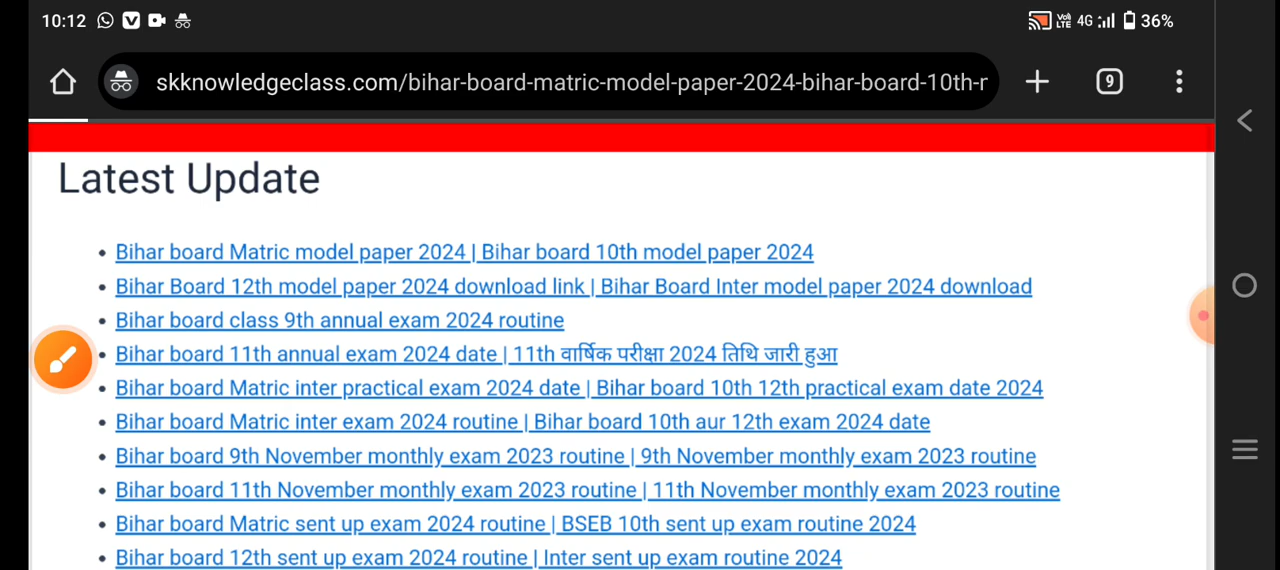 10:12 Vo) LTE 4G 36%
skknowledgeclass.com/bihar-board-matric-model-paper-2024-bihar-board-10th-r 9
Latest Update
• Bihar board Matric model paper 2024 | Bihar board 10th model paper 2024
• Bihar Board 12th model paper 2024 download link | Bihar Board Inter model paper 2024 download
• Bihar board class 9th annual exam 2024 routine
• Bihar board 11th annual exam 2024 date | 11th वार्षिक परीक्षा 2024 तिथि जारी हुआ
• Bihar board Matric inter practical exam 2024 date | Bihar board 10th 12th practical exam date 2024
• Bihar board Matric inter exam 2024 routine | Bihar board 10th aur 12th exam 2024 date
• Bihar board 9th November monthly exam 2023 routine | 9th November monthly exam 2023 routine
• Bihar board 11th November monthly exam 2023 routine | 11th November monthly exam 2023 routine
• Bihar board Matric sent up exam 2024 routine | BSEB 10th sent up exam routine 2024
• Bihar board 12th sent up exam 2024 routine | Inter sent up exam routine 2024